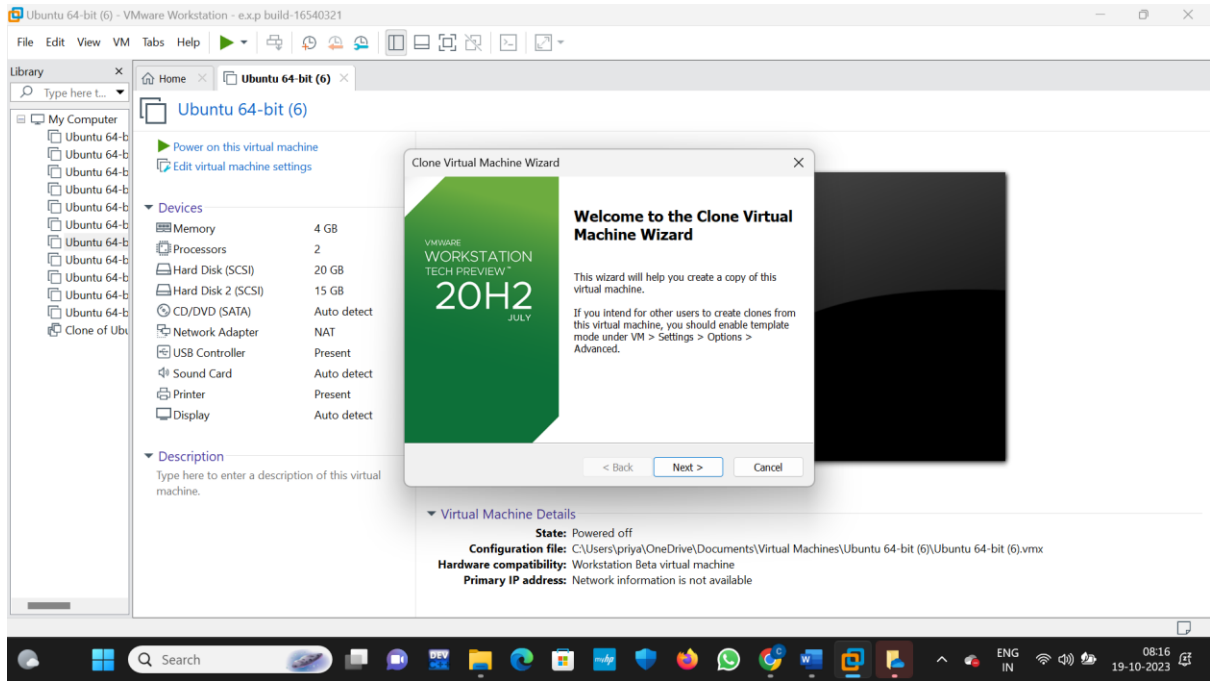 Ubuntu 64-bit (6) - VMware Workstation - e.x.p build-16540321
File Edit View VM Tabs Help
Library
Type here t...
Home
Ubuntu 64-bit (6)
My Computer
Ubuntu 64-b
Ubuntu 64-b
Ubuntu 64-b
Ubuntu 64-b
Ubuntu 64-b
Ubuntu 64-b
Ubuntu 64-b
Ubuntu 64-b
Ubuntu 64-b
Ubuntu 64-b
Ubuntu 64-b
Clone of Ubu
Ubuntu 64-bit (6)
Power on this virtual machine
Edit virtual machine settings
Devices
Memory 4 GB
Processors 2
Hard Disk (SCSI) 20 GB
Hard Disk 2 (SCSI) 15 GB
CD/DVD (SATA) Auto detect
Network Adapter NAT
USB Controller Present
Sound Card Auto detect
Printer Present
Display Auto detect
Description
Type here to enter a description of this virtual
machine.
Clone Virtual Machine Wizard
VMWARE
WORKSTATION
TECH PREVIEW™
20H2
JULY
Welcome to the Clone Virtual
Machine Wizard
This wizard will help you create a copy of this
virtual machine.
If you intend for other users to create clones from
this virtual machine, you should enable template
mode under VM > Settings > Options >
Advanced.
< Back Next > Cancel
Virtual Machine Details
State: Powered off
Configuration file: C:\Users\priya\OneDrive\Documents\Virtual Machines\Ubuntu 64-bit (6)\Ubuntu 64-bit (6).vmx
Hardware compatibility: Workstation Beta virtual machine
Primary IP address: Network information is not available
Search
DEV
myhp
W
ENG
IN
08:16
19-10-2023